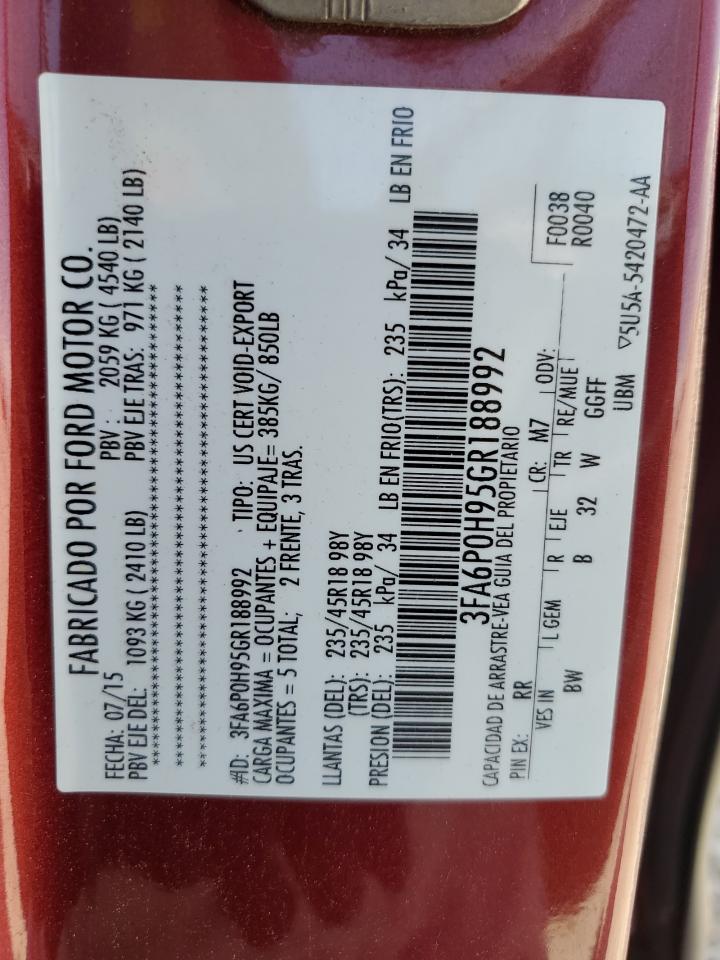 FABRICADO POR FORD MOTOR CO.
FECHA: 07/15 PBV : 2059 KG ( 4540 LB)
PBV EJE DEL: 1093 KG ( 2410 LB) PBV EJE TRAS: 971 KG ( 2140 LB)
#ID: 3FA6P0H95GR188992 TIPO: US CERT VOID-EXPORT
CARGA MAXIMA = OCUPANTES + EQUIPAJE= 385KG/ 850LB
OCUPANTES = 5 TOTAL; 2 FRENTE, 3 TRAS.
LLANTAS (DEL): 235/45R18 98Y
(TRS): 235/45R18 98Y
PRESION (DEL): 235 kPa/ 34 LB EN FRIO(TRS): 235 kPa/ 34 LB EN FRIO
3FA6P0H95GR188992
CAPACIDAD DE ARRASTRE-VEA GUIA DEL PROPIETARIO
PIN EX: RR CR: M7 ODV: F0038
R0040
VES IN L GEM R EJE TR RE/MUE
BW B 32 W GGFF
UBM ▽5U5A-5420472-AA